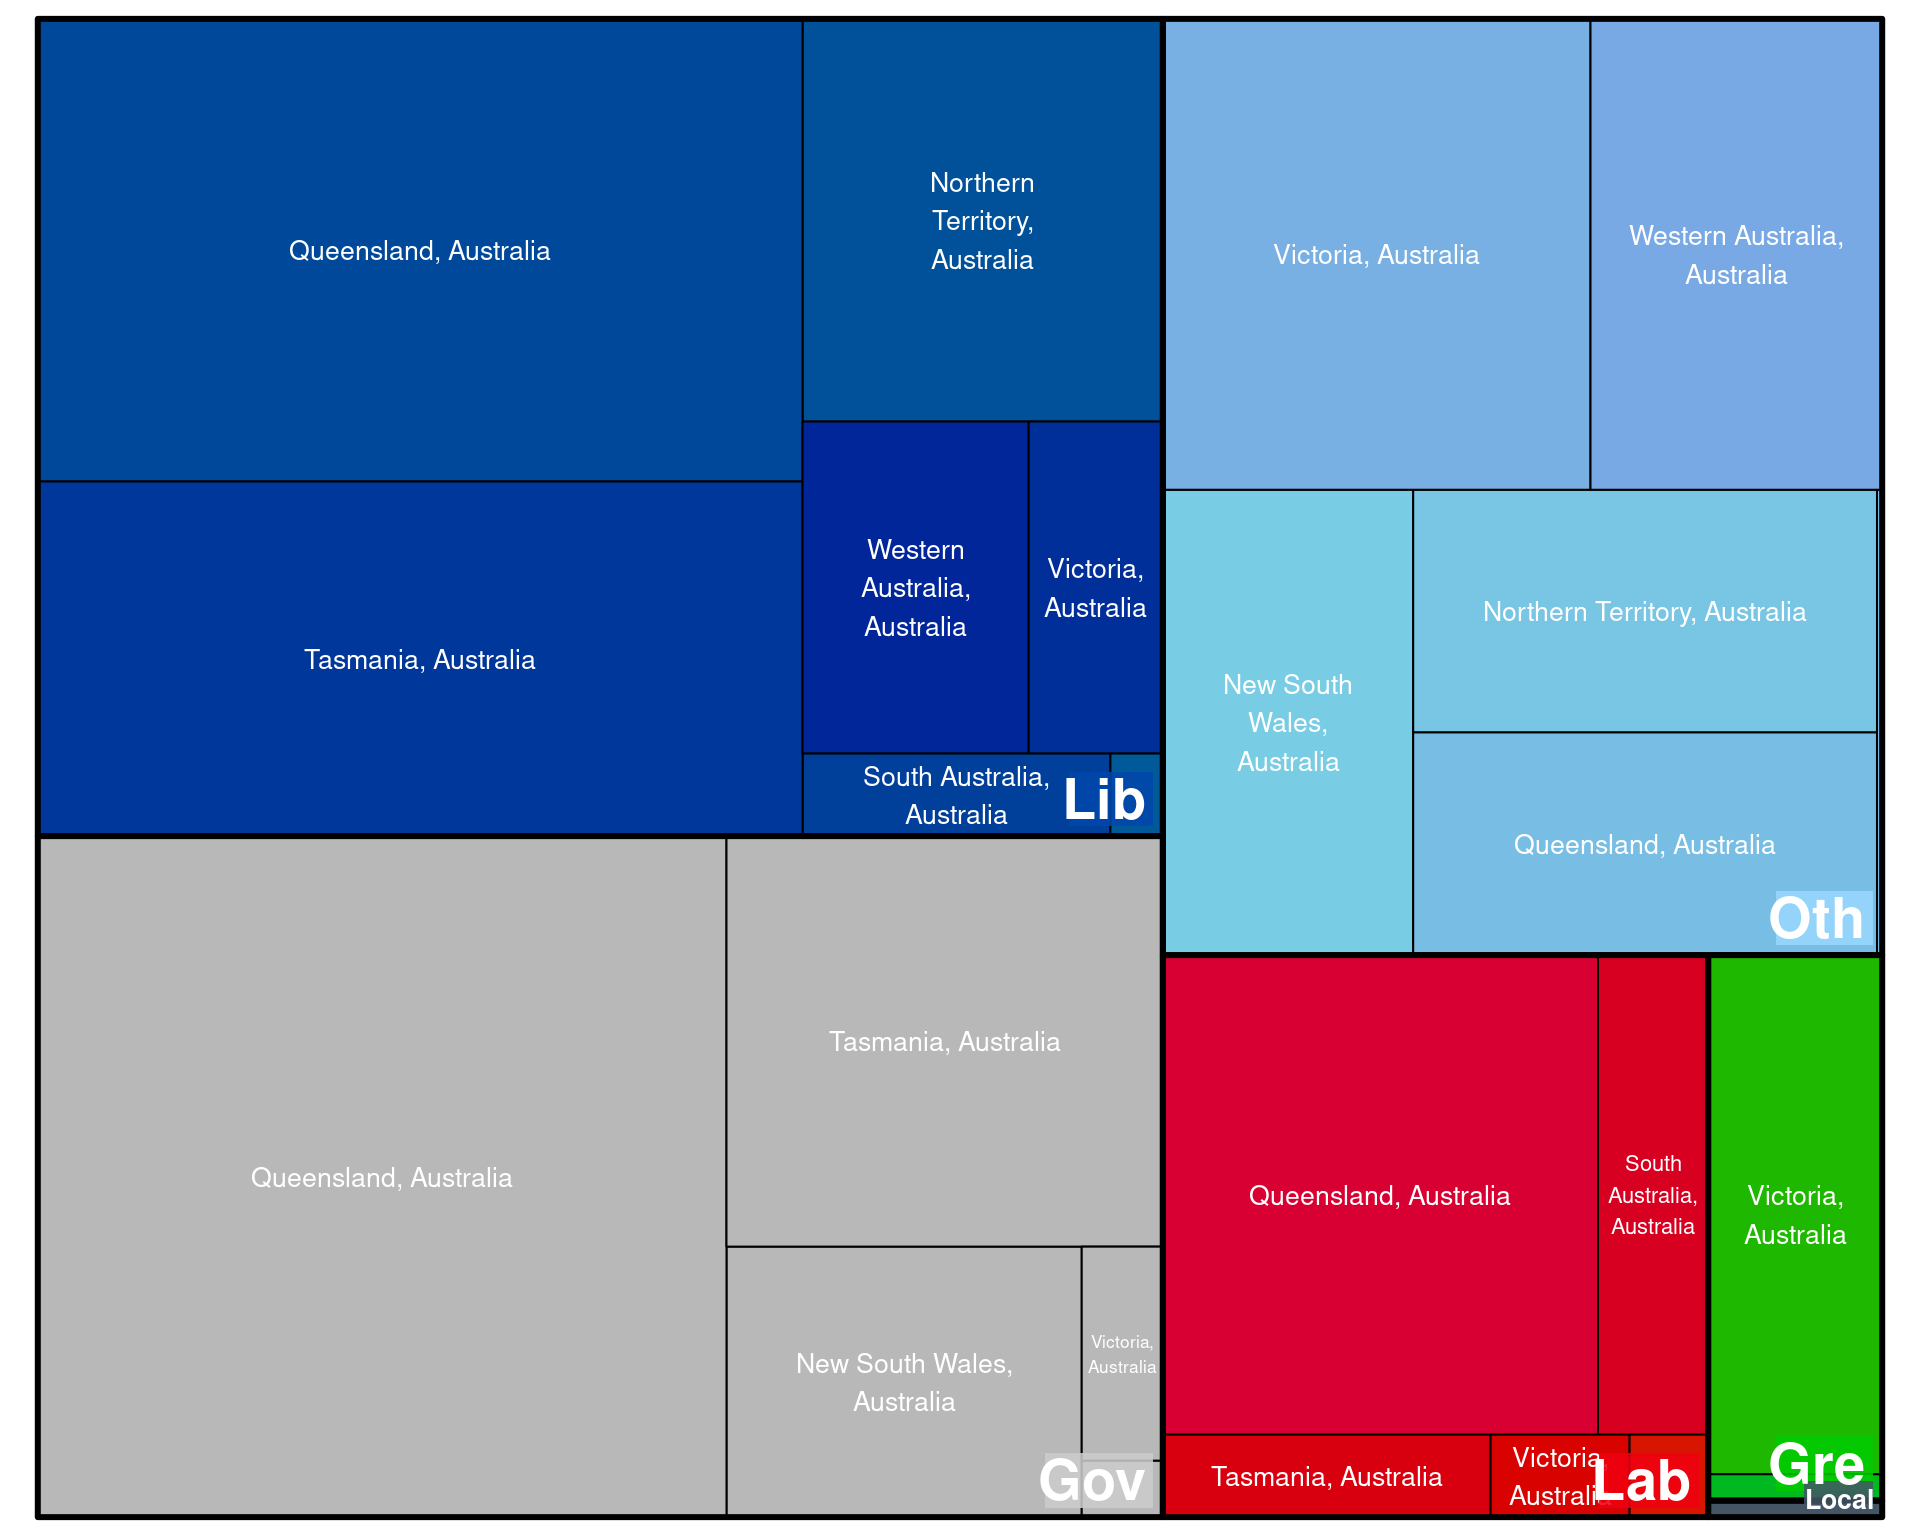 Queensland, Australia
Northern
Territory,
Australia
Tasmania, Australia
Western
Australia,
Australia
Victoria,
Australia
South Australia,
Australia
Lib
Victoria, Australia
Western Australia,
Australia
New South
Wales,
Australia
Northern Territory, Australia
Queensland, Australia
Oth
Queensland, Australia
Tasmania, Australia
New South Wales,
Australia
Victoria,
Australia
Gov
Queensland, Australia
South
Australia,
Australia
Tasmania, Australia
Victoria,
Australia
Lab
Victoria,
Australia
Gre
Local